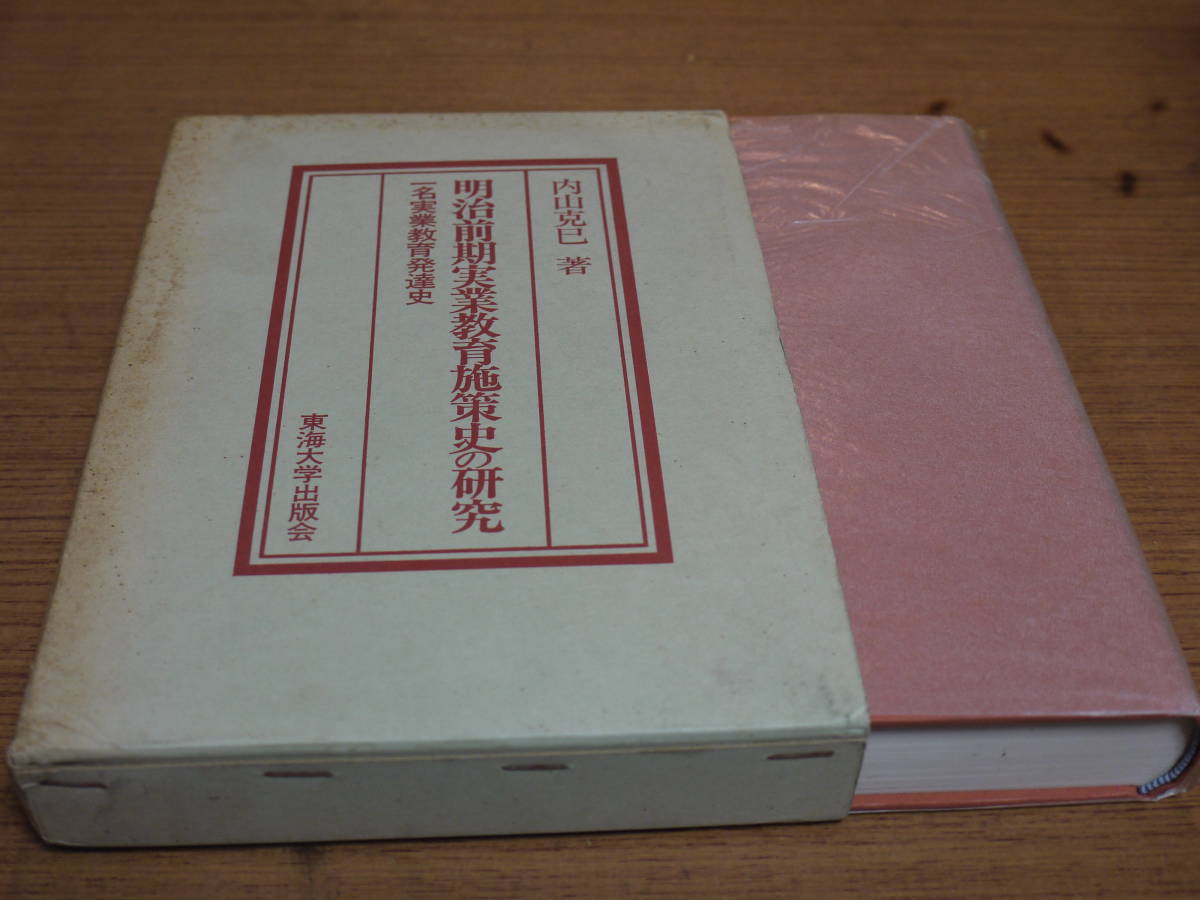 内山克巳 著
明治前期実業教育施策史の研究
一名実業教育発達史
東海大学出版会